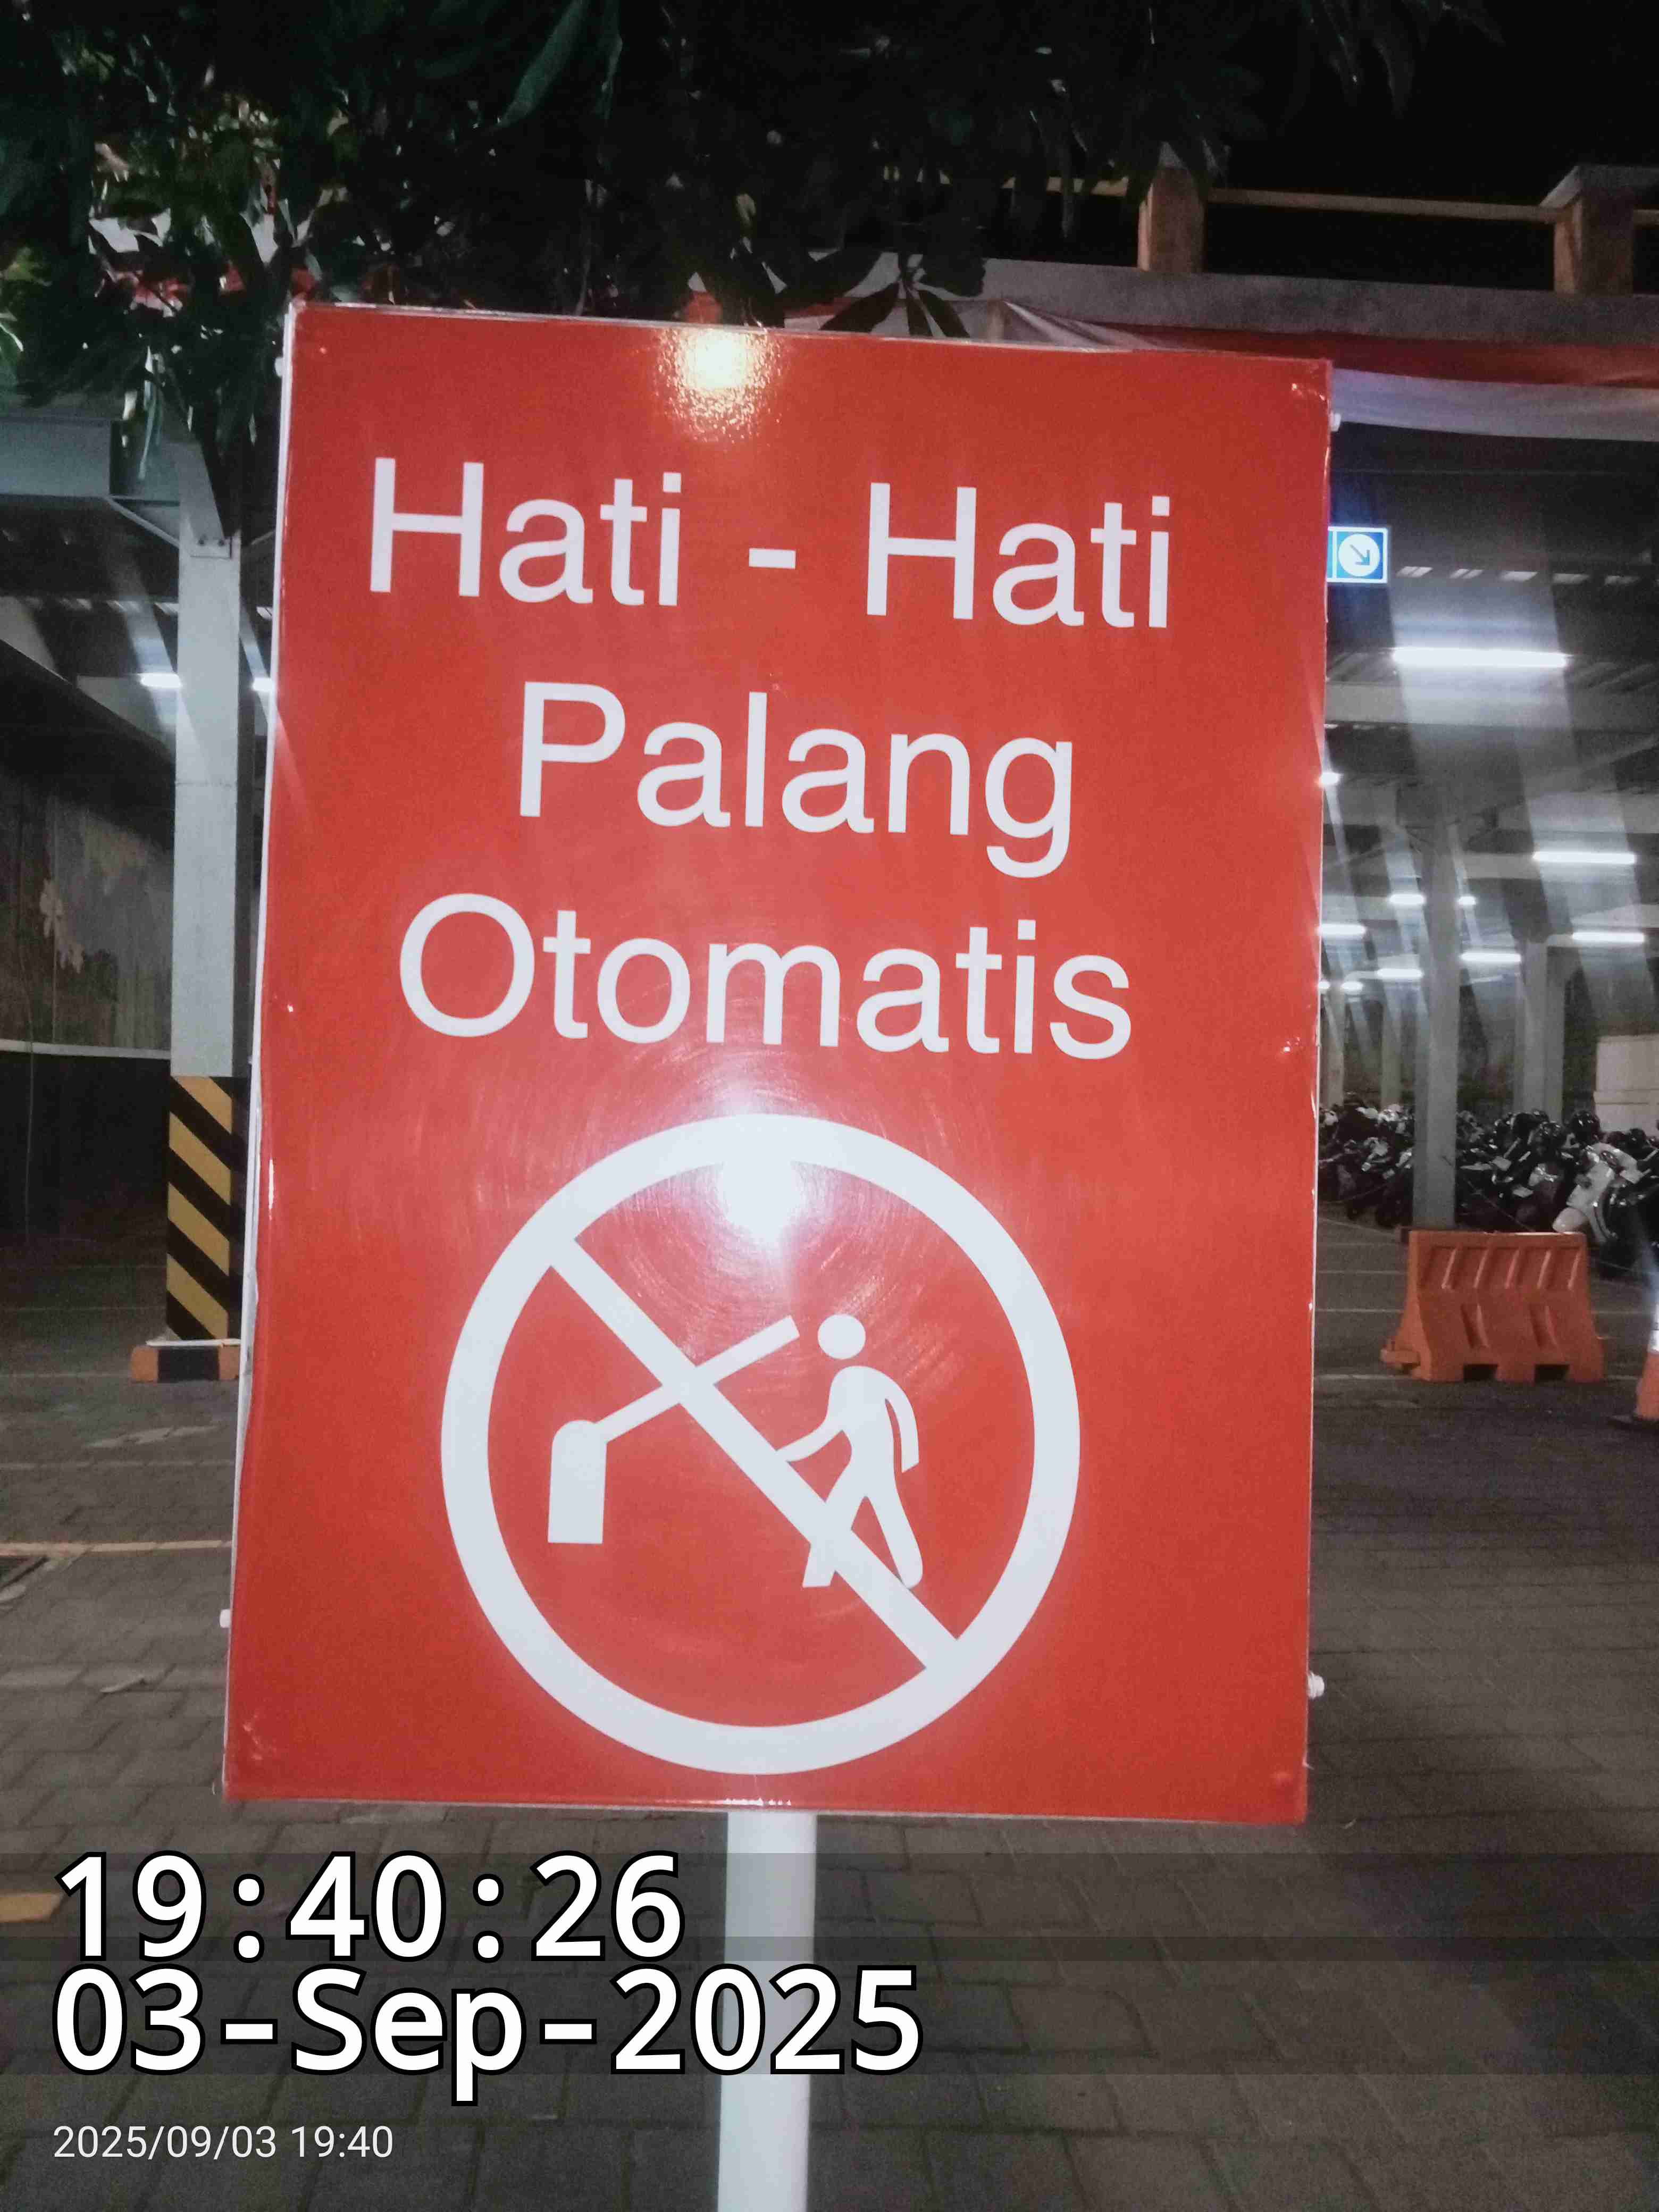 Hati - Hati
Palang
Otomatis
19:40:26
03-Sep-2025
2025/09/03 19:40